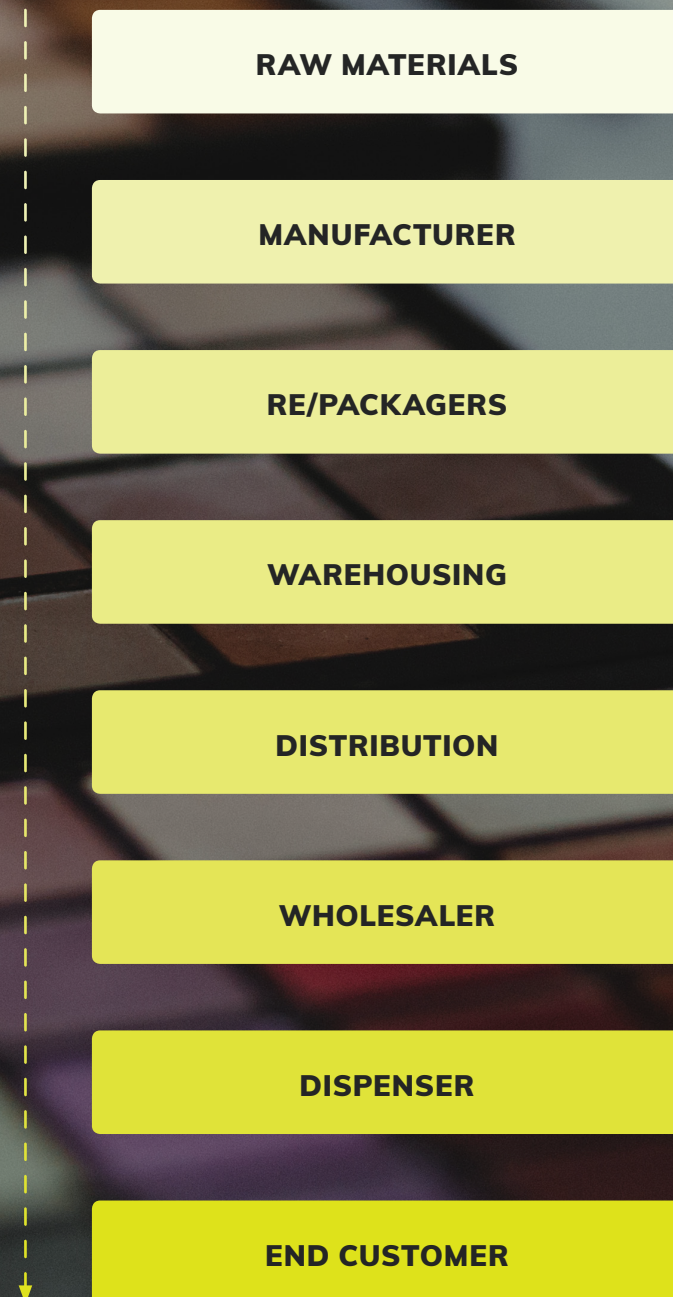 RAW MATERIALS
MANUFACTURER
RE/PACKAGERS
WAREHOUSING
DISTRIBUTION
WHOLESALER
DISPENSER
END CUSTOMER